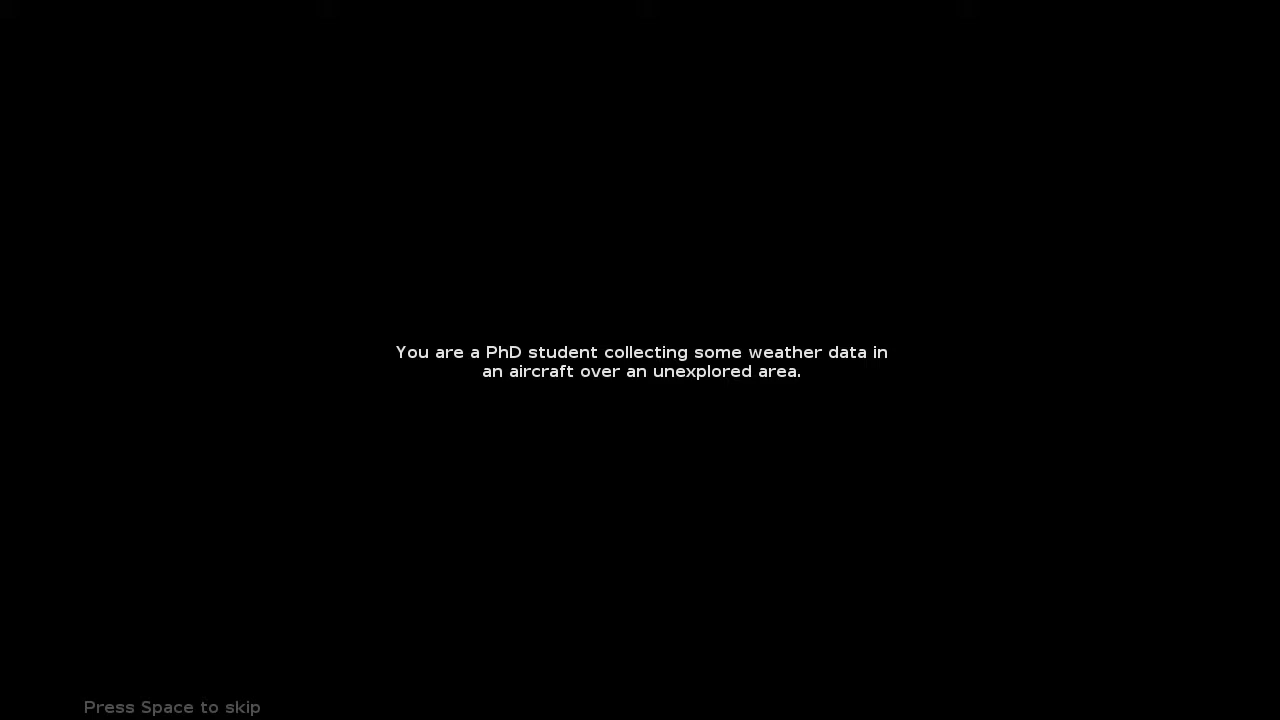 You are a PhD student collecting some weather data in
an aircraft over an unexplored area.
Press Space to skip